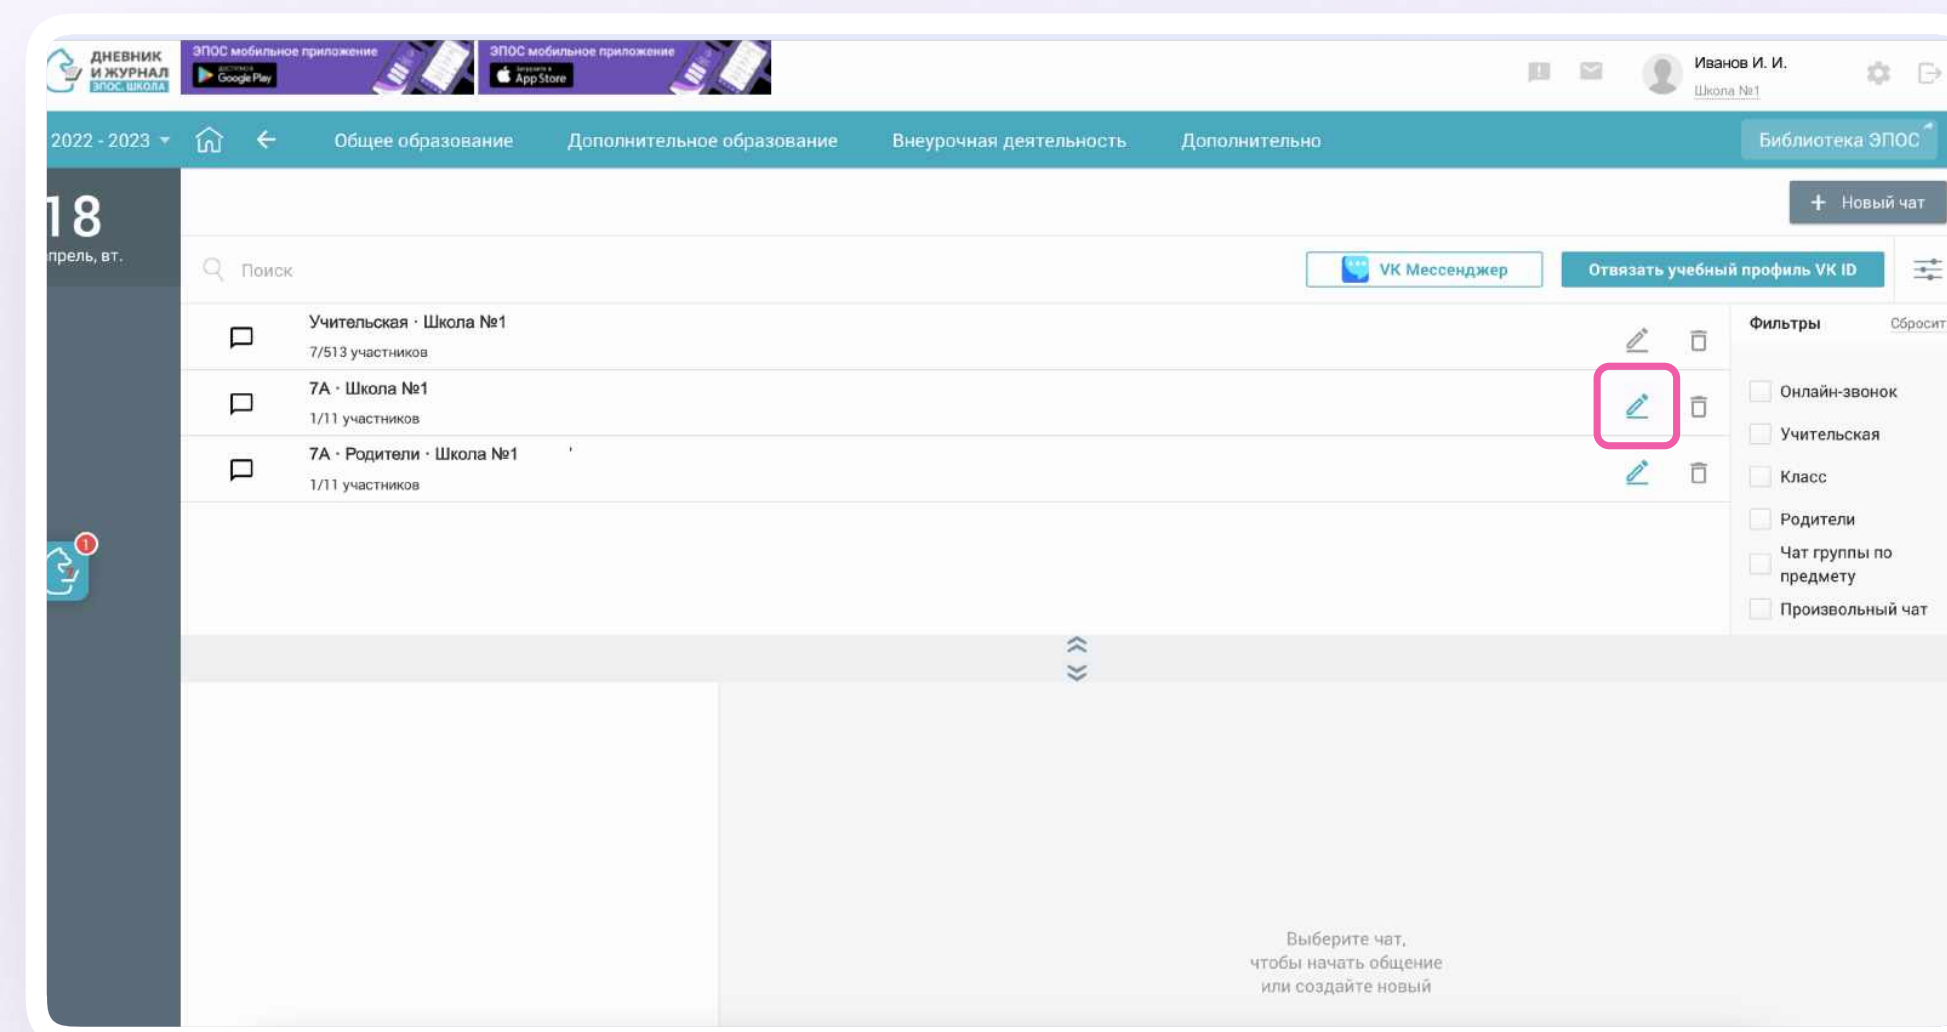 ДНЕВНИК
И ЖУРНАЛ
ЭПОС. ШКОЛА
ЭПОС мобильное приложение
Google Play
ЭПОС мобильное приложение
App Store
Иванов И. И.
Школа №1
2022 - 2023
Общее образование
Дополнительное образование
Внеурочная деятельность
Дополнительно
Библиотека ЭПОС
18
прель, вт.
+ Новый чат
Поиск
VK Мессенджер
Отвязать учебный профиль VK ID
Учительская · Школа №1
7/513 участников
7А · Школа №1
1/11 участников
7А · Родители · Школа №1
1/11 участников
Фильтры
Сбросит
Онлайн-звонок
Учительская
Класс
Родители
Чат группы по
предмету
Произвольный чат
1
Выберите чат,
чтобы начать общение
или создайте новый